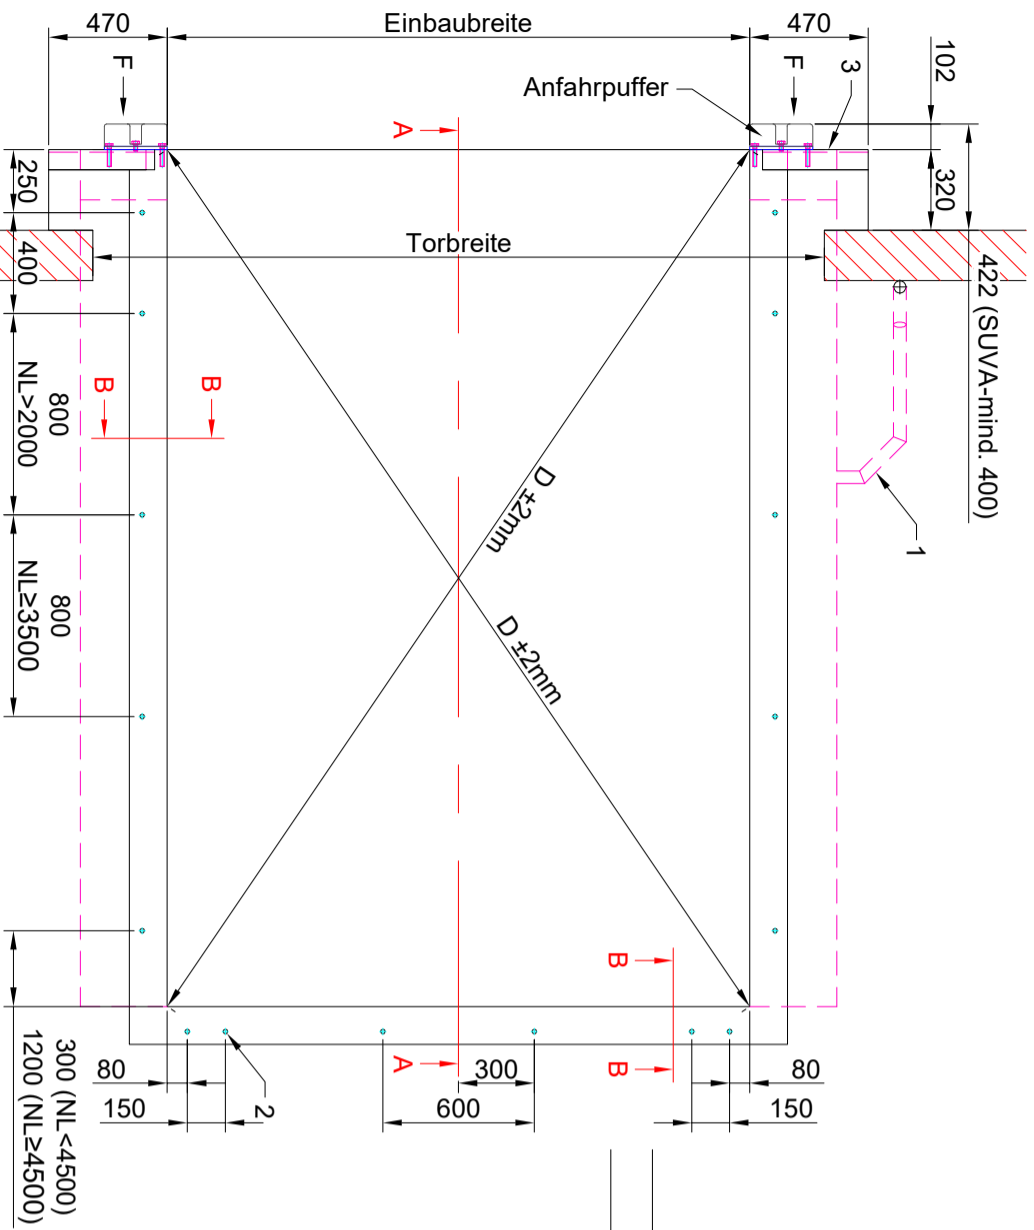 470
Einbaubreite
470
F
Anfahrpuffer
F
3
102
A
250
320
400
Torbreite
422 (SUVA-mind. 400)
B
B
800
NL>2000
D ±2mm
1
800
NL≥3500
D ±2mm
B
300 (NL<4500)
1200 (NL≥4500)
80
A
300
B
80
150
2
600
150